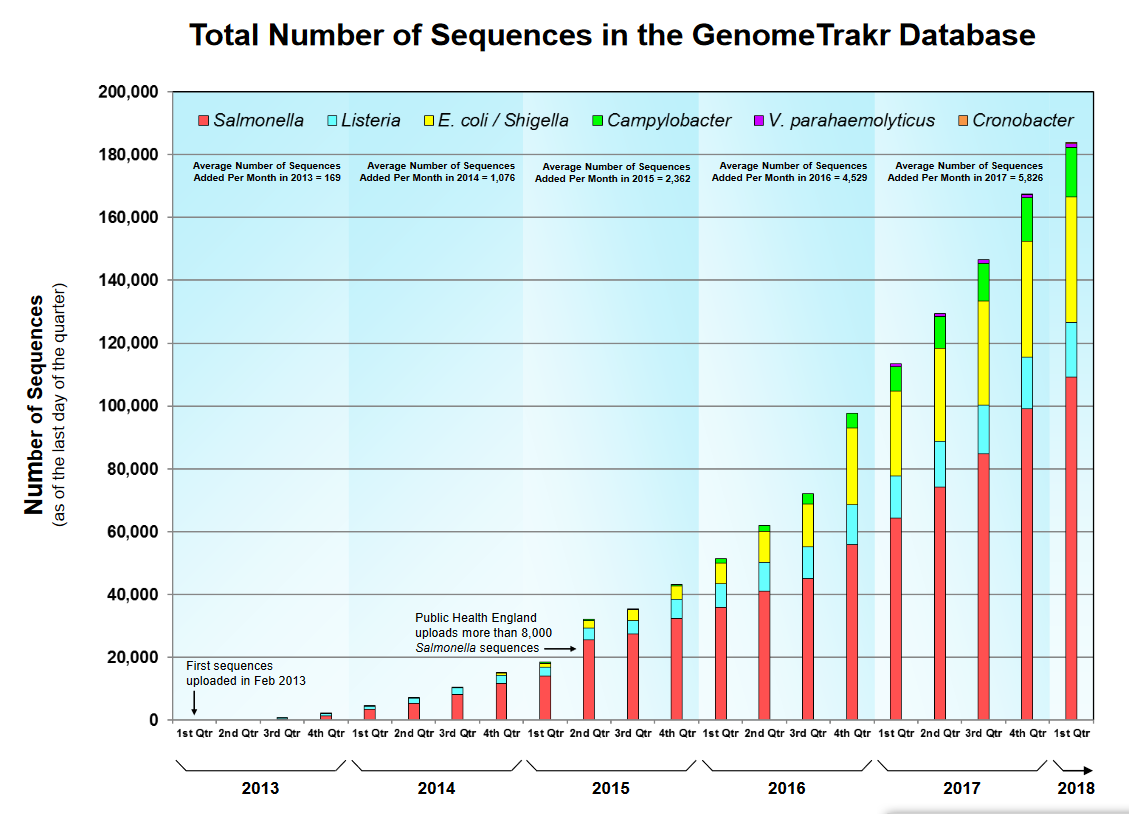 Total Number of Sequences in the GenomeTrakr Database
Number of Sequences
(as of the last day of the quarter)
200,000
180,000
160,000
140,000
120,000
100,000
80,000
60,000
40,000
20,000
0
Salmonella
Listeria
E. coli / Shigella
Campylobacter
V. parahaemolyticus
Cronobacter
Average Number of Sequences
Added Per Month in 2013 = 169
Average Number of Sequences
Added Per Month in 2014 = 1,076
Average Number of Sequences
Added Per Month in 2015 = 2,362
Average Number of Sequences
Added Per Month in 2016 = 4,529
Average Number of Sequences
Added Per Month in 2017 = 5,826
Public Health England
uploads more than 8,000
Salmonella sequences
First sequences
uploaded in Feb 2013
1st Qtr 2nd Qtr 3rd Qtr 4th Qtr 1st Qtr 2nd Qtr 3rd Qtr 4th Qtr 1st Qtr 2nd Qtr 3rd Qtr 4th Qtr 1st Qtr 2nd Qtr 3rd Qtr 4th Qtr 1st Qtr 2nd Qtr 3rd Qtr 4th Qtr 1st Qtr
2013 2014 2015 2016 2017 2018